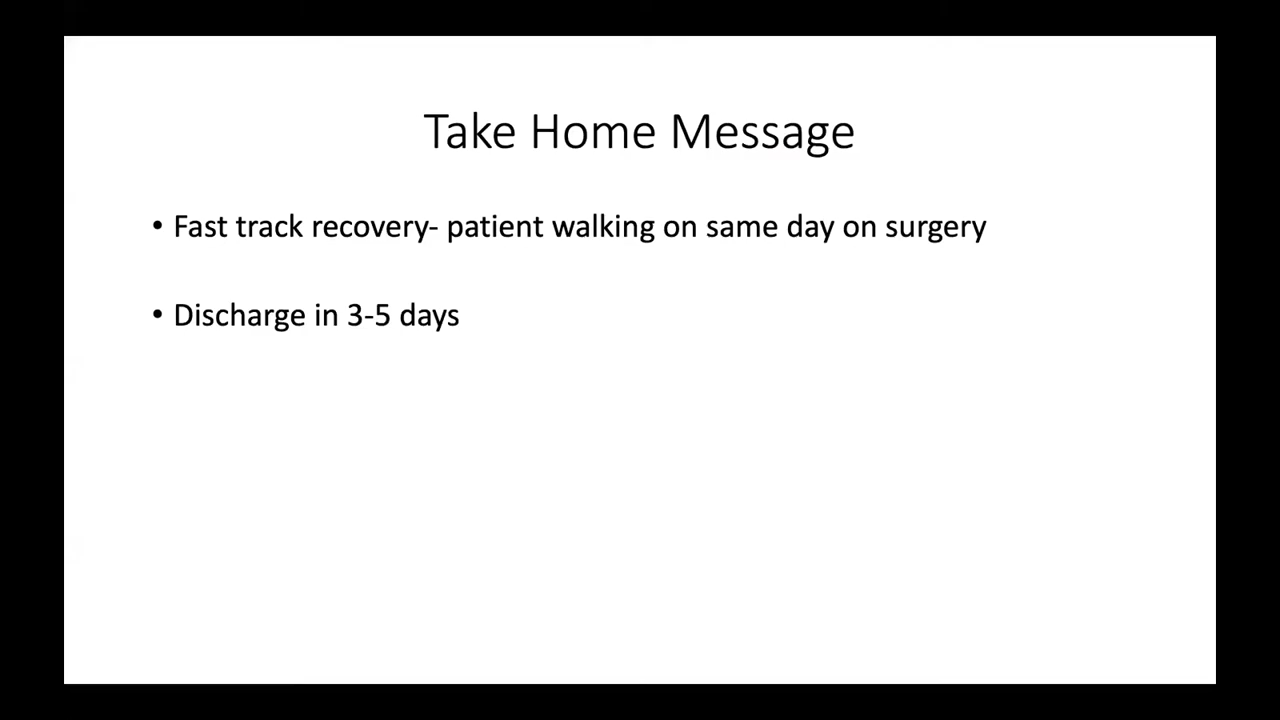 Take Home Message
• Fast track recovery- patient walking on same day on surgery
• Discharge in 3-5 days